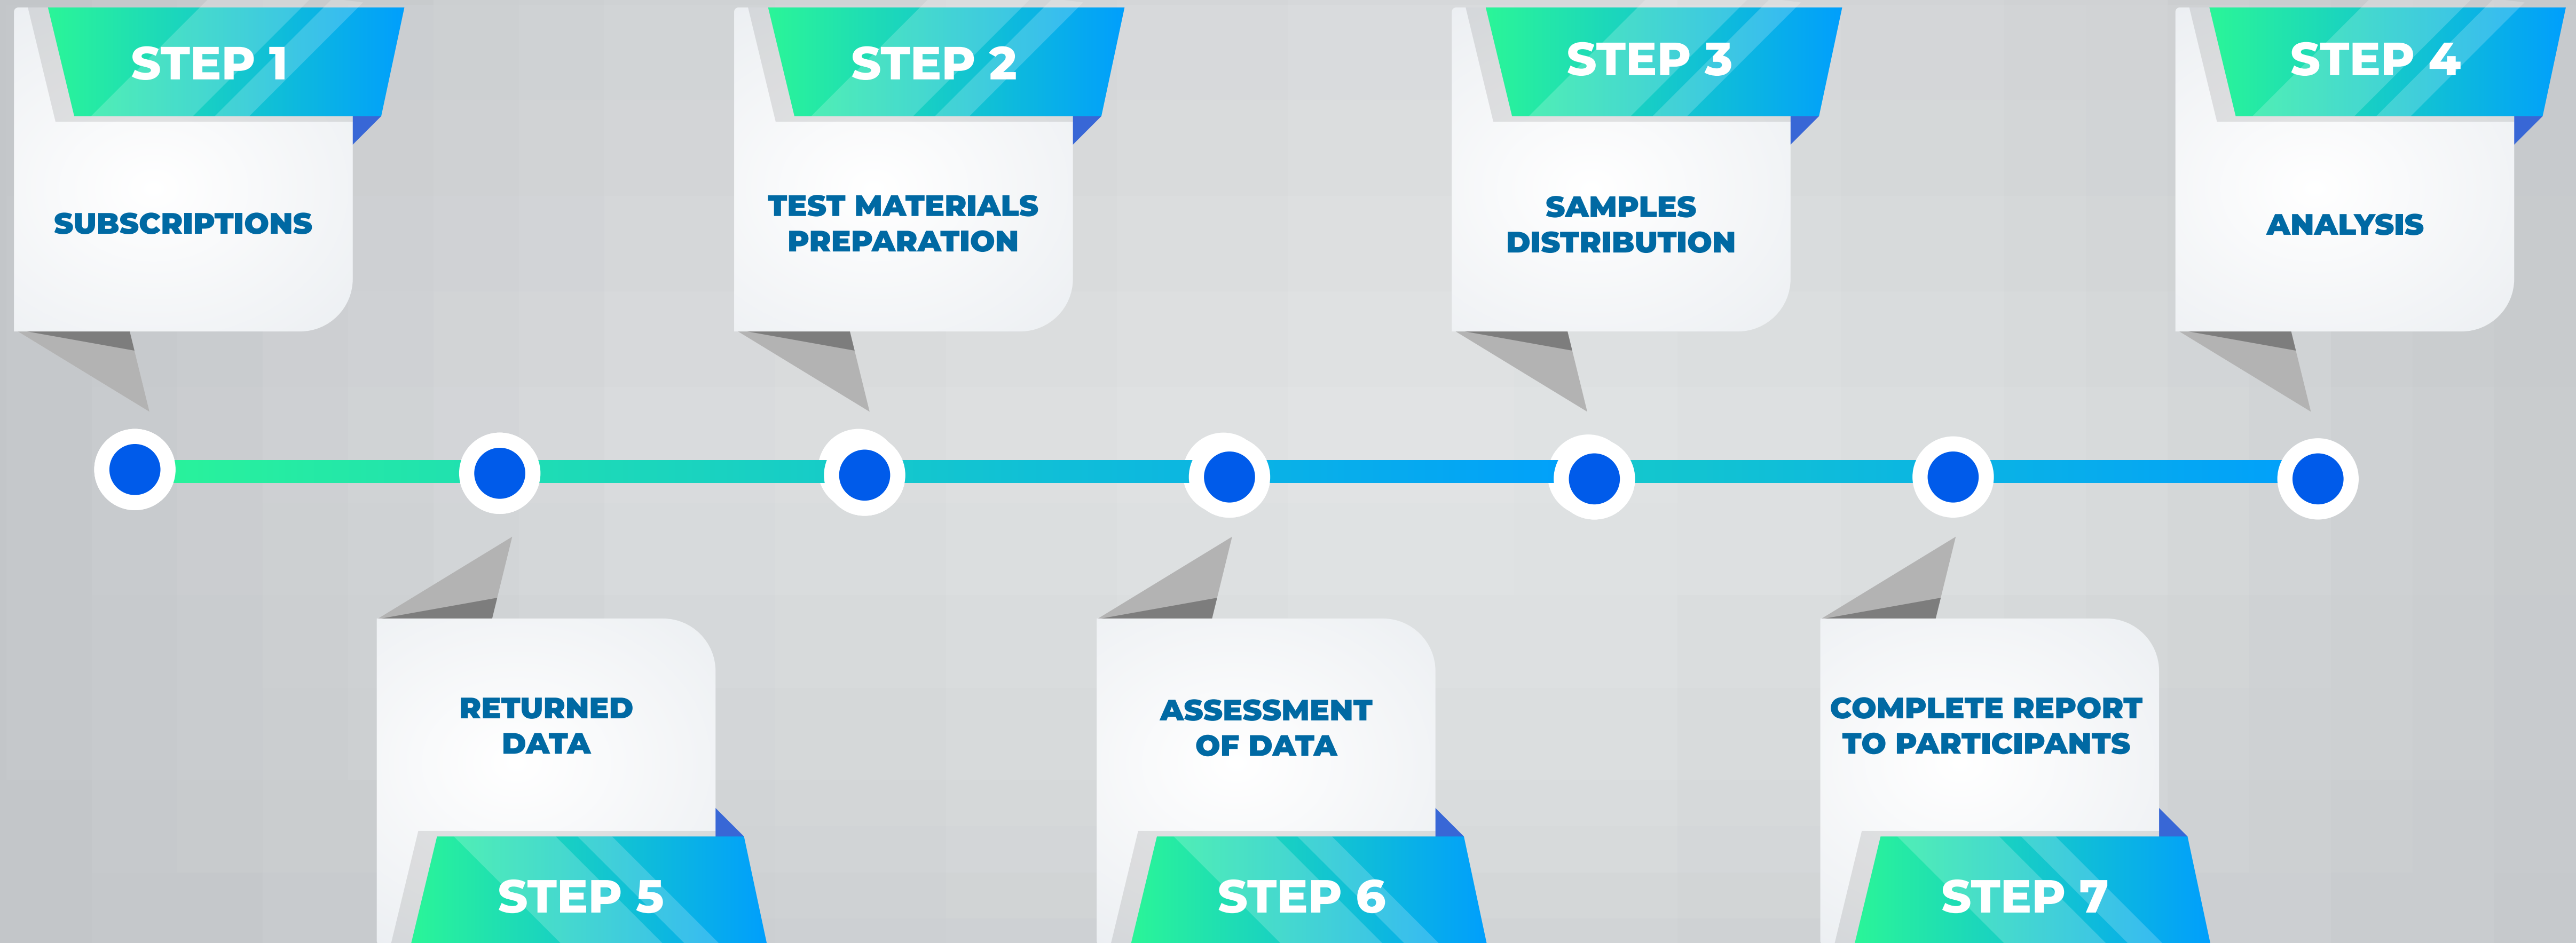 STEP 1
SUBSCRIPTIONS
STEP 2
TEST MATERIALS
PREPARATION
STEP 3
SAMPLES
DISTRIBUTION
STEP 4
ANALYSIS
RETURNED
DATA
STEP 5
ASSESSMENT
OF DATA
STEP 6
COMPLETE REPORT
TO PARTICIPANTS
STEP 7